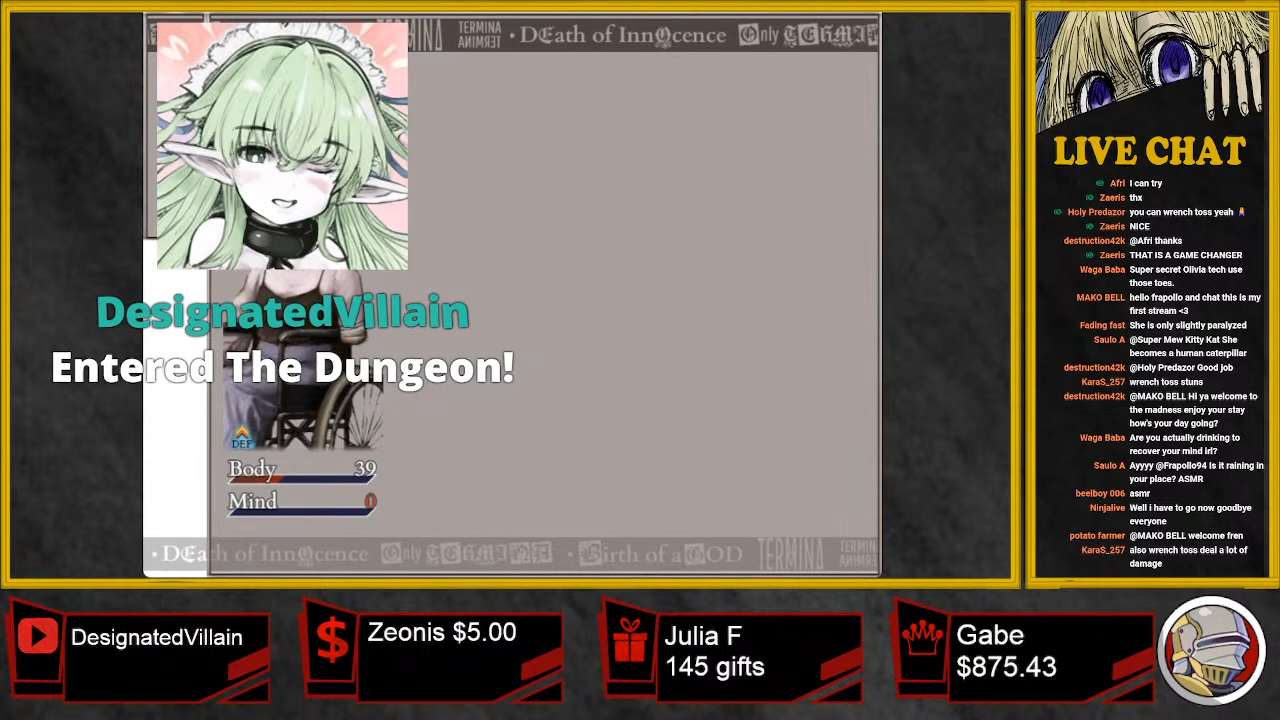 TERMINA
TERMINA
• DEath of InnOcence
Only TERMINA
DesignatedVillain
Entered The Dungeon!
DEF
Body 39
Mind 0
• DEath of InnOcence Only TERMINA • Birth of a GOD TERMINA TERMINA
LIVE CHAT
Afri I can try
Zaeris thx
Holy Predazor you can wrench toss yeah
Zaeris NICE
destruction42k @Afri thanks
Zaeris THAT IS A GAME CHANGER
Waga Baba Super secret Olivia tech use
those toes.
MAKO BELL hello frapollo and chat this is my
first stream <3
Fading fast She is only slightly paralyzed
Saulo A @Super Mew Kitty Kat She
becomes a human caterpillar
destruction42k @Holy Predazor Good job
KaraS_257 wrench toss stuns
destruction42k @MAKO BELL Hi ya welcome to
the madness enjoy your stay
how's your day going?
Waga Baba Are you actually drinking to
recover your mind irl?
Saulo A Ayyyy @Frapollo94 Is it raining in
your place? ASMR
beelboy 006 asmr
Ninjalive Well i have to go now goodbye
everyone
potato farmer @MAKO BELL welcome fren
KaraS_257 also wrench toss deal a lot of
damage
DesignatedVillain
$ Zeonis $5.00
Julia F
145 gifts
Gabe
$875.43